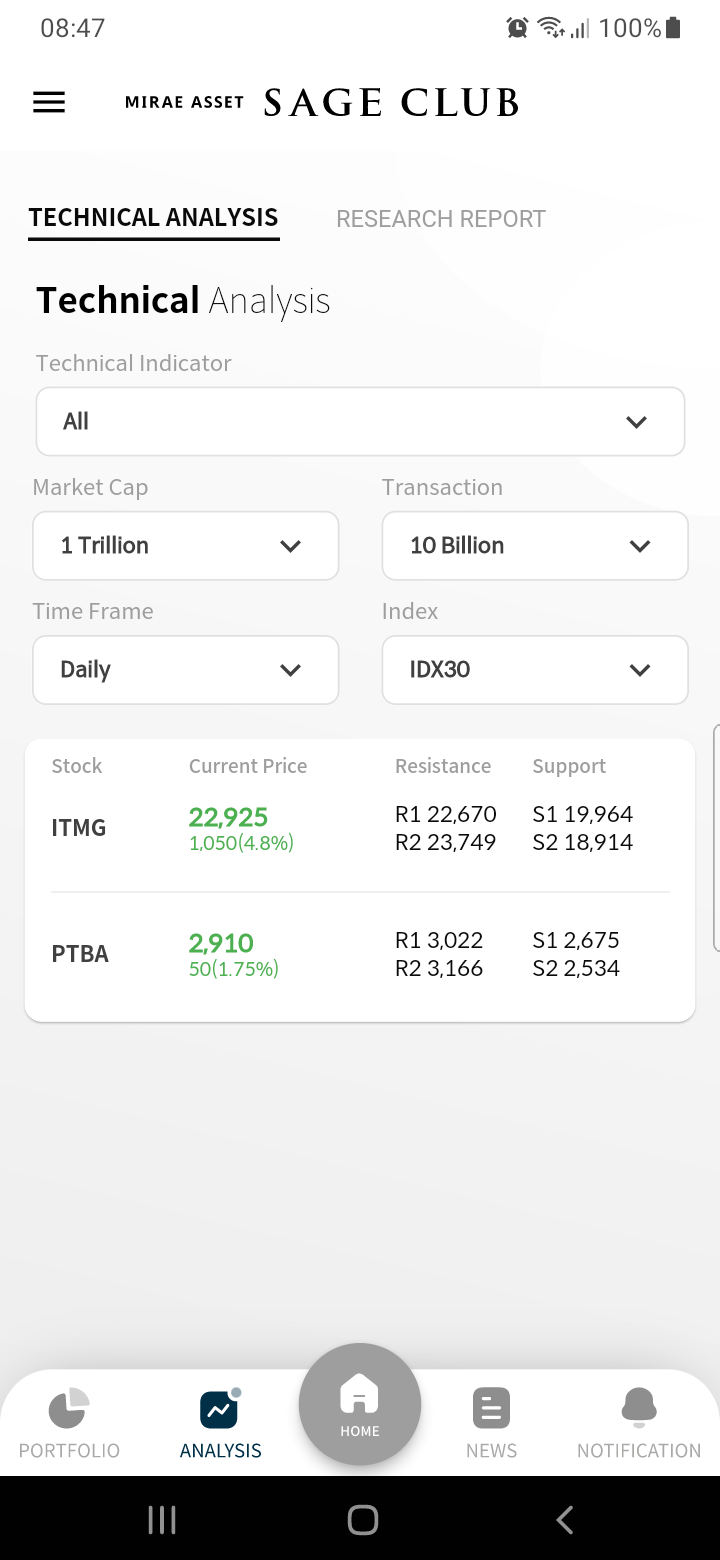 08:47 100%
MIRAE ASSET SAGE CLUB
TECHNICAL ANALYSIS RESEARCH REPORT
Technical Analysis
Technical Indicator
All
Market Cap Transaction
1 Trillion 10 Billion
Time Frame Index
Daily IDX30
Stock Current Price Resistance Support
ITMG 22,925 R1 22,670 S1 19,964
1,050(4.8%) R2 23,749 S2 18,914
PTBA 2,910 R1 3,022 S1 2,675
50(1.75%) R2 3,166 S2 2,534
PORTFOLIO ANALYSIS HOME NEWS NOTIFICATION